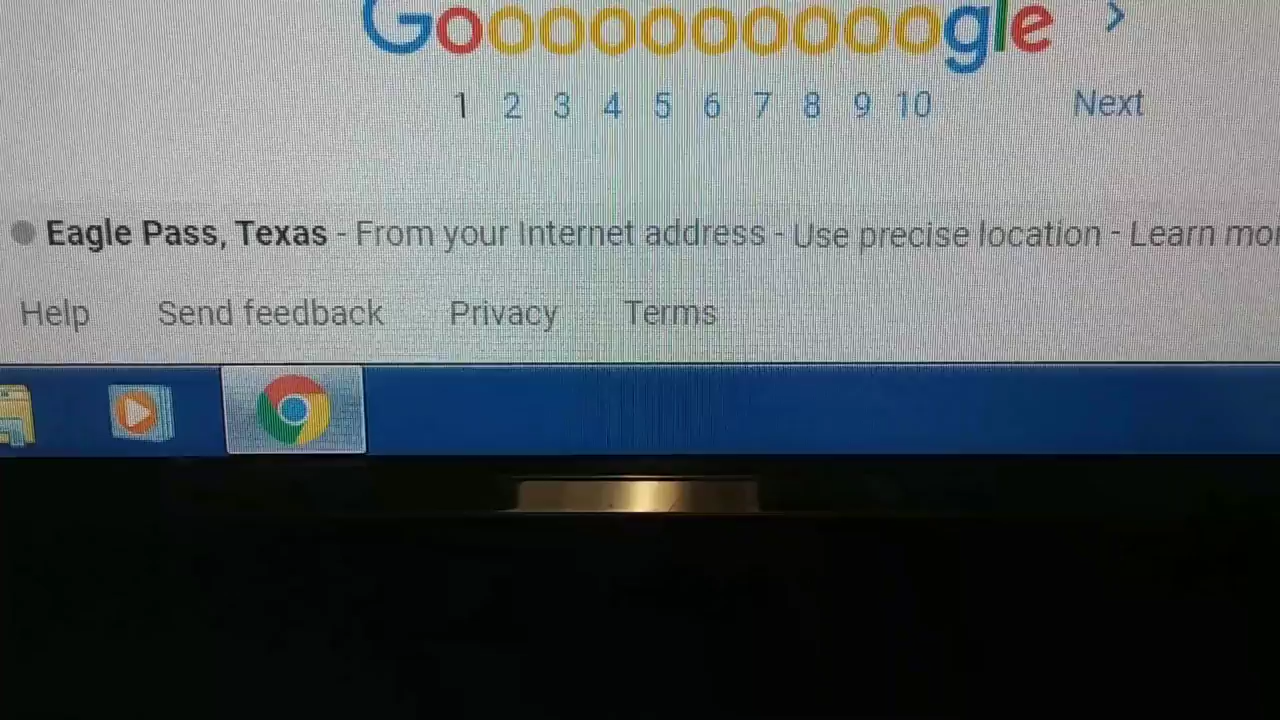 Goooooooooogle >
1 2 3 4 5 6 7 8 9 10 Next
Eagle Pass, Texas - From your Internet address - Use precise location - Learn mor
Help Send feedback Privacy Terms